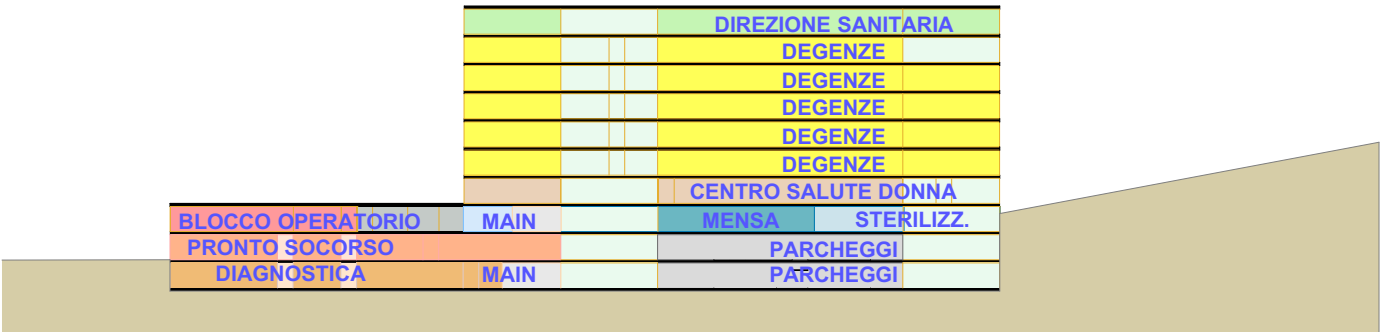 DIREZIONE SANITARIA
DEGENZE
DEGENZE
DEGENZE
DEGENZE
DEGENZE
CENTRO SALUTE DONNA
BLOCCO OPERATORIO MAIN MENSA STERILIZZ.
PRONTO SOCORSO PARCHEGGI
DIAGNOSTICA MAIN PARCHEGGI